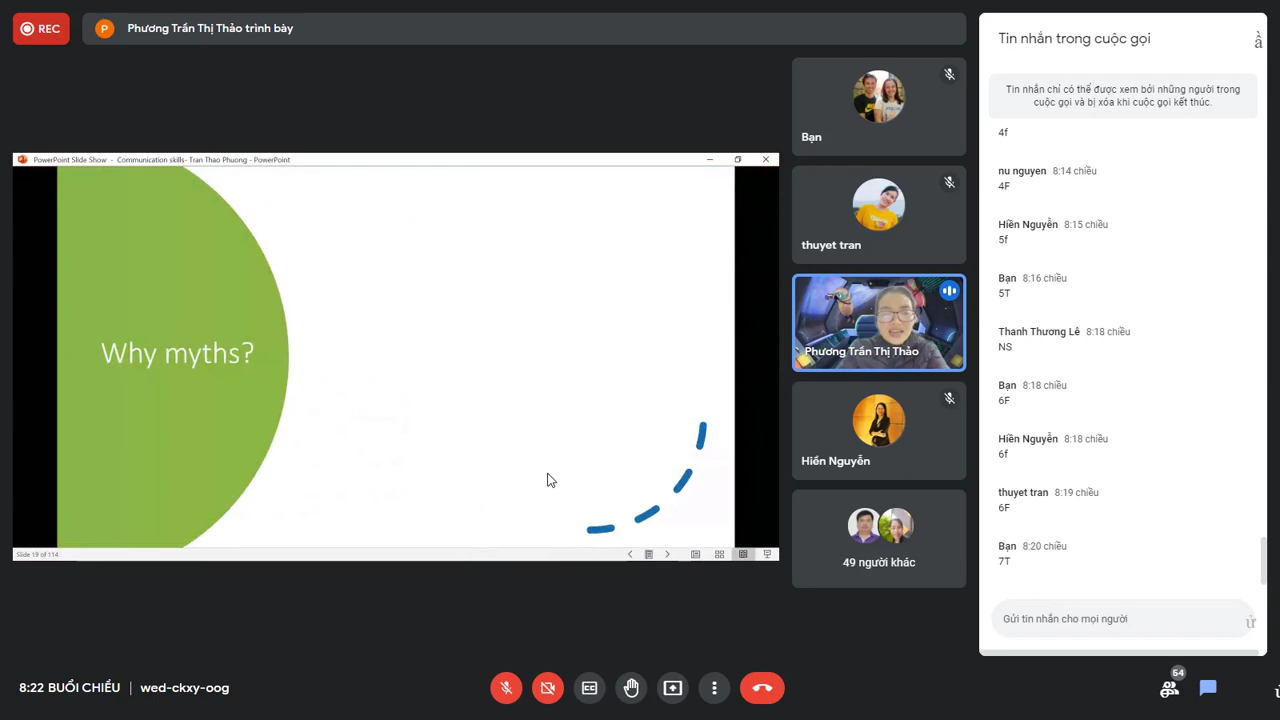 REC
P
Phương Trần Thị Thảo trình bày
PowerPoint Slide Show - Communication skills- Tran Thao Phuong - PowerPoint
Why myths?
Slide 19 of 114
Bạn
thuyet tran
Phương Trần Thị Thảo
Hiền Nguyễn
49 người khác
Tin nhắn trong cuộc gọi
Tin nhắn chỉ có thể được xem bởi những người trong
cuộc gọi và bị xóa khi cuộc gọi kết thúc.
4f
nu nguyen 8:14 chiều
4F
Hiền Nguyễn 8:15 chiều
5f
Bạn 8:16 chiều
5T
Thanh Thương Lê 8:18 chiều
NS
Bạn 8:18 chiều
6F
Hiền Nguyễn 8:18 chiều
6f
thuyet tran 8:19 chiều
6F
Bạn 8:20 chiều
7T
Gửi tin nhắn cho mọi người
8:22 BUỔI CHIỀU
wed-ckxy-oog
54